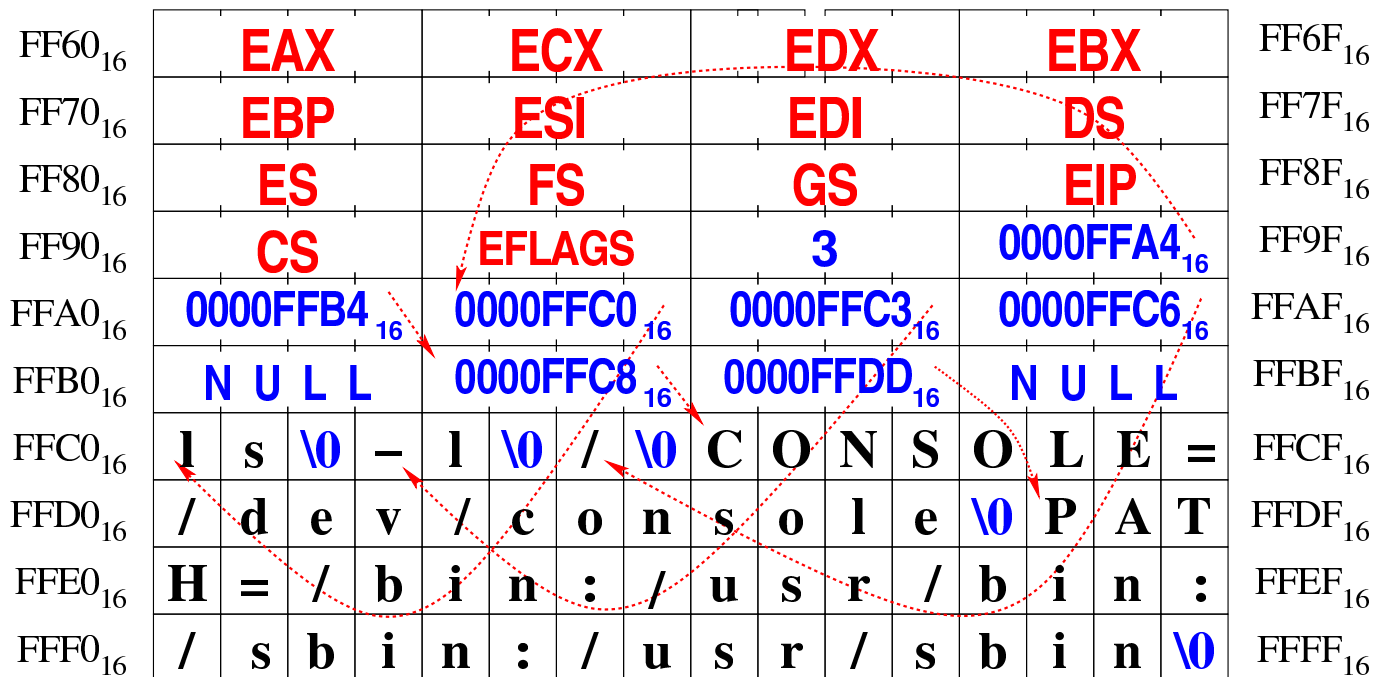 FF60₁₆ EAX ECX EDX EBX FF6F₁₆
FF70₁₆ EBP ESI EDI DS FF7F₁₆
FF80₁₆ ES FS GS EIP FF8F₁₆
FF90₁₆ CS EFLAGS 3 0000FFA4₁₆ FF9F₁₆
FFA0₁₆ 0000FFB4₁₆ 0000FFC0₁₆ 0000FFC3₁₆ 0000FFC6₁₆ FFAF₁₆
FFB0₁₆ N U L L 0000FFC8₁₆ 0000FFDD₁₆ N U L L FFBF₁₆
FFC0₁₆ l s \0 – l \0 / \0 C O N S O L E = FFCF₁₆
FFD0₁₆ / d e v / c o n s o l e \0 P A T FFDF₁₆
FFE0₁₆ H = / b i n : / u s r / b i n : FFEF₁₆
FFF0₁₆ / s b i n : / u s r / s b i n \0 FFFF₁₆